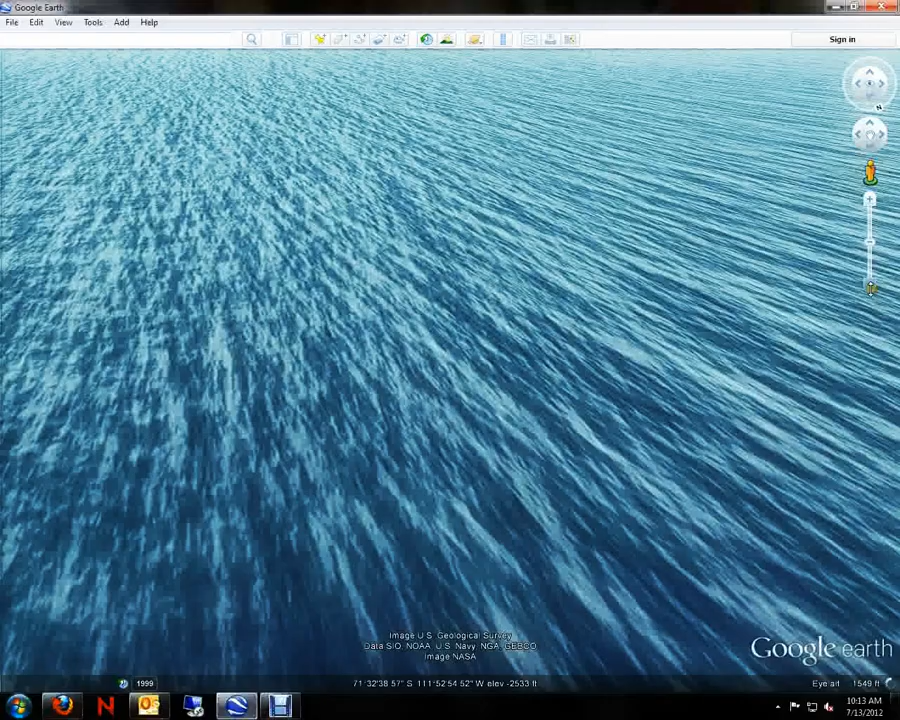 Google Earth
File Edit View Tools Add Help
Sign in
N
Image U.S. Geological Survey
Data SIO, NOAA, U.S. Navy, NGA, GEBCO
Image NASA
Google earth
1999
71°32'38.57" S 111°52'54.52" W elev -2533 ft
Eye alt 1549 ft
N
10:13 AM
7/13/2012